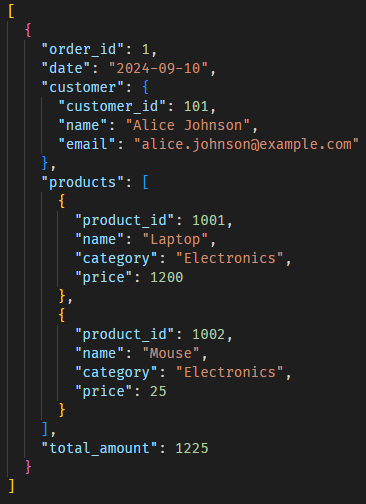 [
  {
    "order_id": 1,
    "date": "2024-09-10",
    "customer": {
      "customer_id": 101,
      "name": "Alice Johnson",
      "email": "alice.johnson@example.com"
    },
    "products": [
      {
        "product_id": 1001,
        "name": "Laptop",
        "category": "Electronics",
        "price": 1200
      },
      {
        "product_id": 1002,
        "name": "Mouse",
        "category": "Electronics",
        "price": 25
      }
    ],
    "total_amount": 1225
  }
]